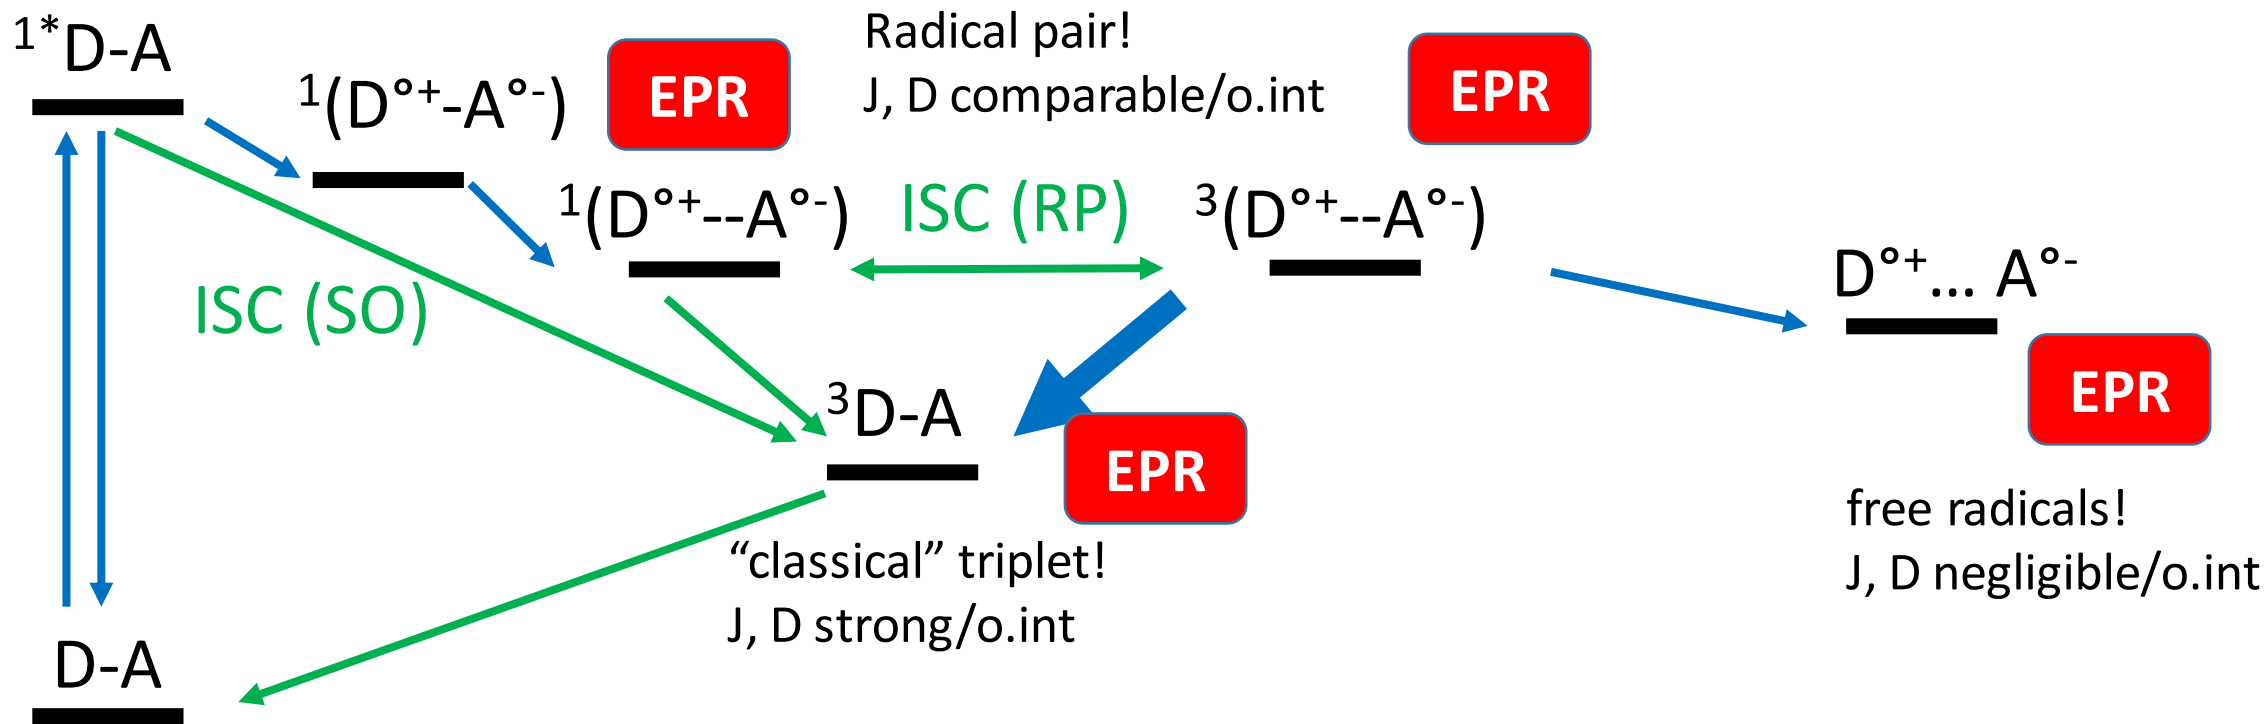 ¹*D-A
¹(D°⁺-A°⁻)
EPR
Radical pair!
J, D comparable/o.int
EPR
¹(D°⁺--A°⁻)
ISC (RP)
³(D°⁺--A°⁻)
D°⁺... A°⁻
ISC (SO)
EPR
³D-A
EPR
free radicals!
J, D negligible/o.int
“classical” triplet!
J, D strong/o.int
D-A